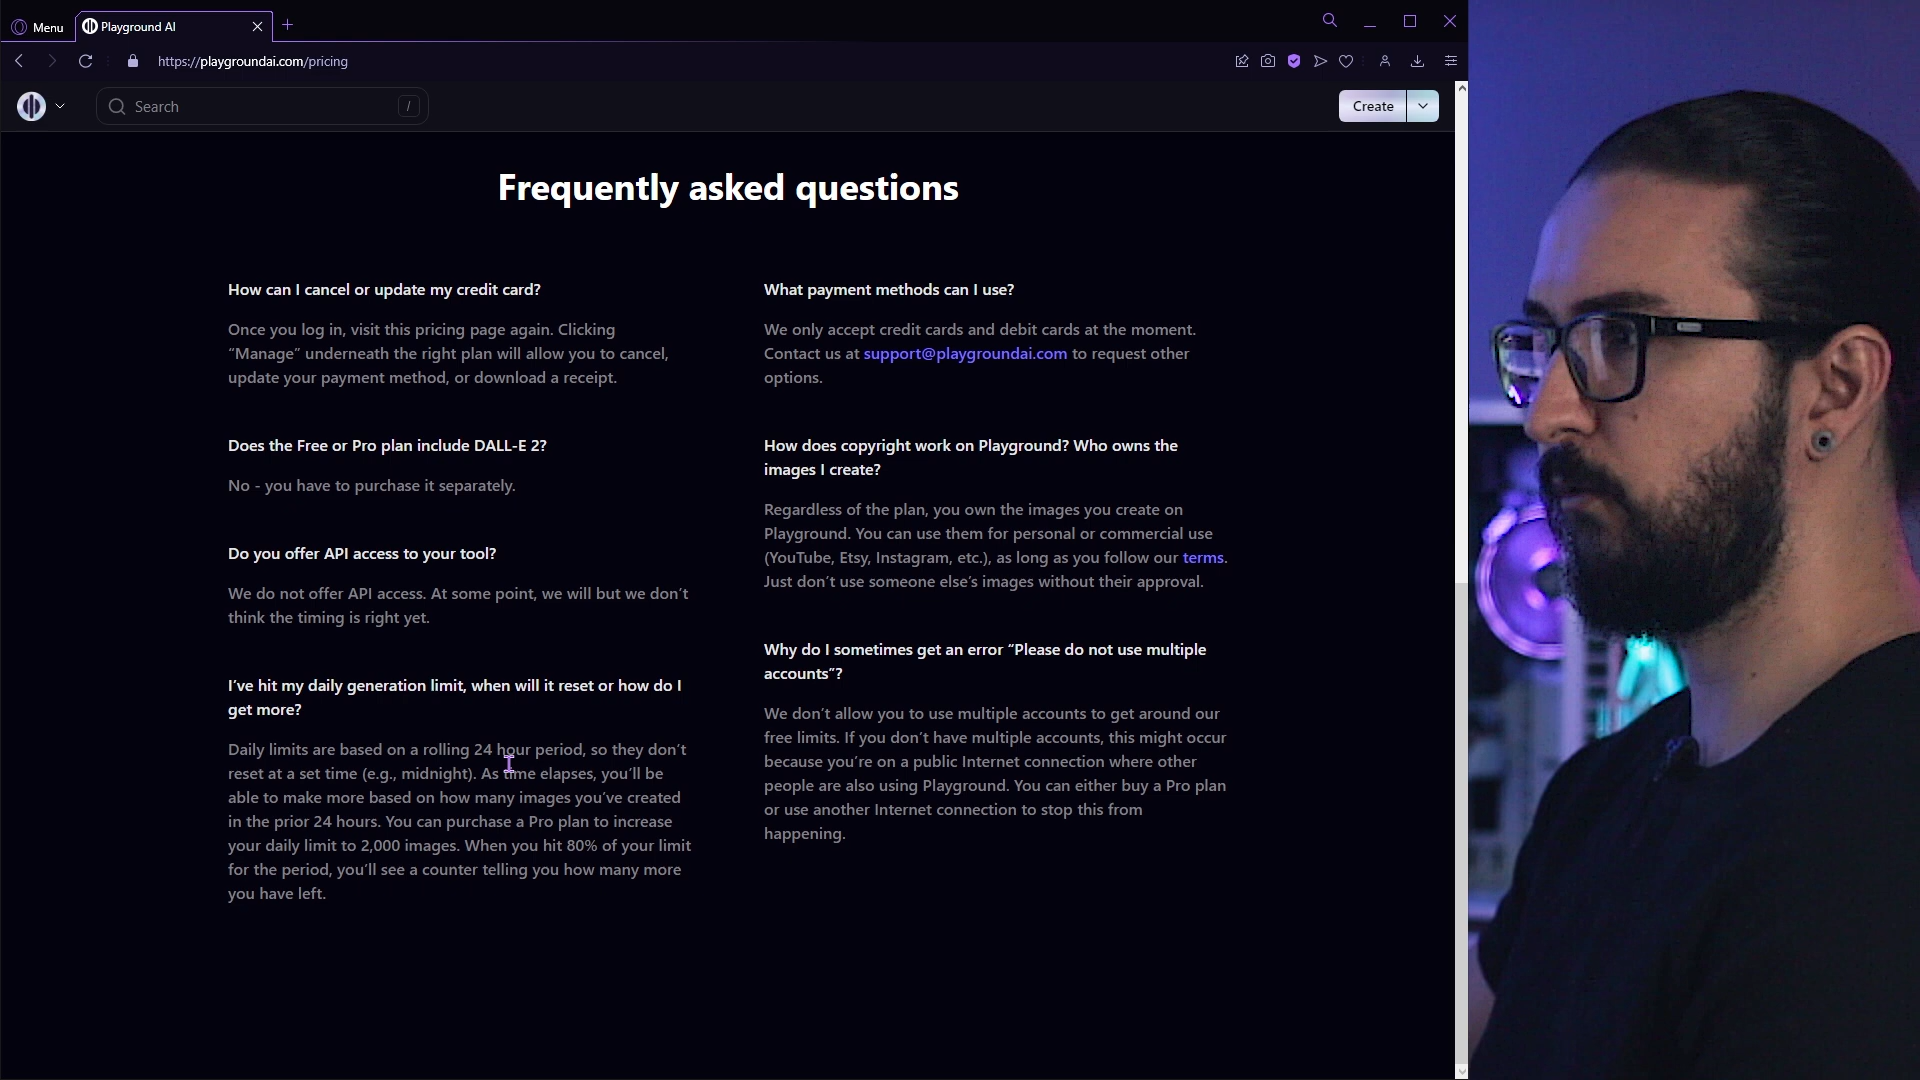 Menu
Playground AI
https://playgroundai.com/pricing
Search
/
Create
Frequently asked questions
How can I cancel or update my credit card?
Once you log in, visit this pricing page again. Clicking
“Manage” underneath the right plan will allow you to cancel,
update your payment method, or download a receipt.
Does the Free or Pro plan include DALL-E 2?
No - you have to purchase it separately.
Do you offer API access to your tool?
We do not offer API access. At some point, we will but we don’t
think the timing is right yet.
I’ve hit my daily generation limit, when will it reset or how do I
get more?
Daily limits are based on a rolling 24 hour period, so they don’t
reset at a set time (e.g., midnight). As time elapses, you’ll be
able to make more based on how many images you’ve created
in the prior 24 hours. You can purchase a Pro plan to increase
your daily limit to 2,000 images. When you hit 80% of your limit
for the period, you’ll see a counter telling you how many more
you have left.
What payment methods can I use?
We only accept credit cards and debit cards at the moment.
Contact us at support@playgroundai.com to request other
options.
How does copyright work on Playground? Who owns the
images I create?
Regardless of the plan, you own the images you create on
Playground. You can use them for personal or commercial use
(YouTube, Etsy, Instagram, etc.), as long as you follow our terms.
Just don’t use someone else’s images without their approval.
Why do I sometimes get an error “Please do not use multiple
accounts”?
We don’t allow you to use multiple accounts to get around our
free limits. If you don’t have multiple accounts, this might occur
because you’re on a public Internet connection where other
people are also using Playground. You can either buy a Pro plan
or use another Internet connection to stop this from
happening.